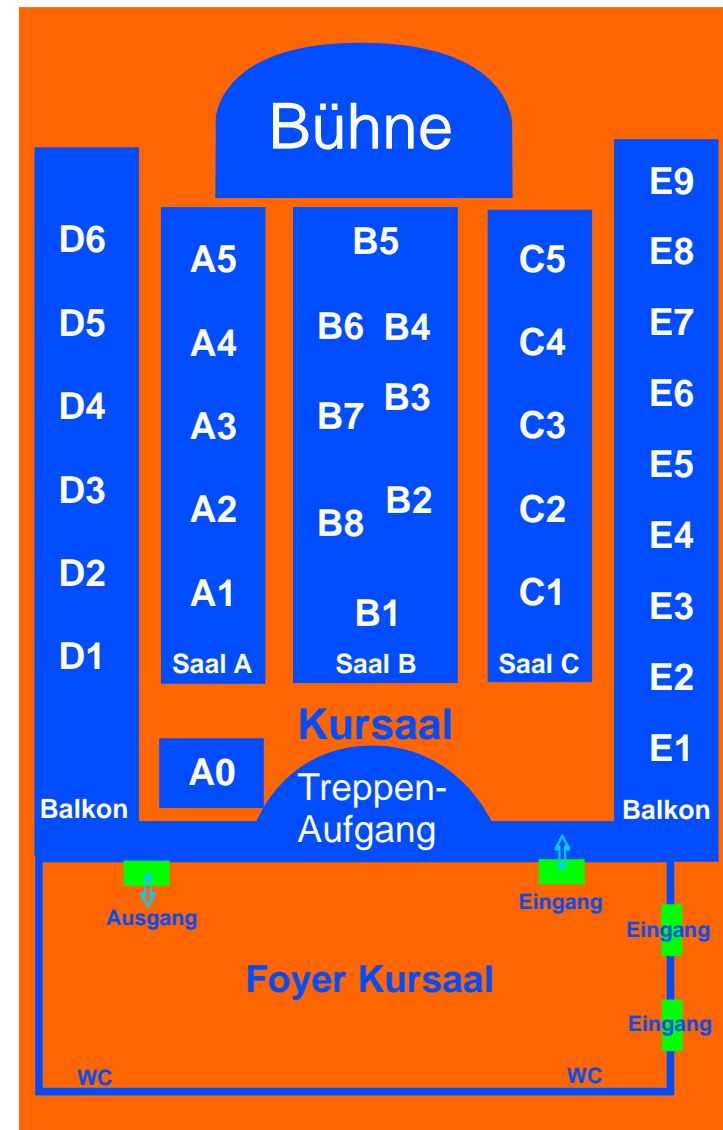 Bühne
D6
D5
D4
D3
D2
D1
Balkon
A5
A4
A3
A2
A1
Saal A
A0
B5
B6 B4
B7 B3
B8 B2
B1
Saal B
C5
C4
C3
C2
C1
Saal C
E9
E8
E7
E6
E5
E4
E3
E2
E1
Balkon
Kursaal
Treppen-
Aufgang
Ausgang
Eingang
Eingang
Foyer Kursaal
Eingang
WC
WC